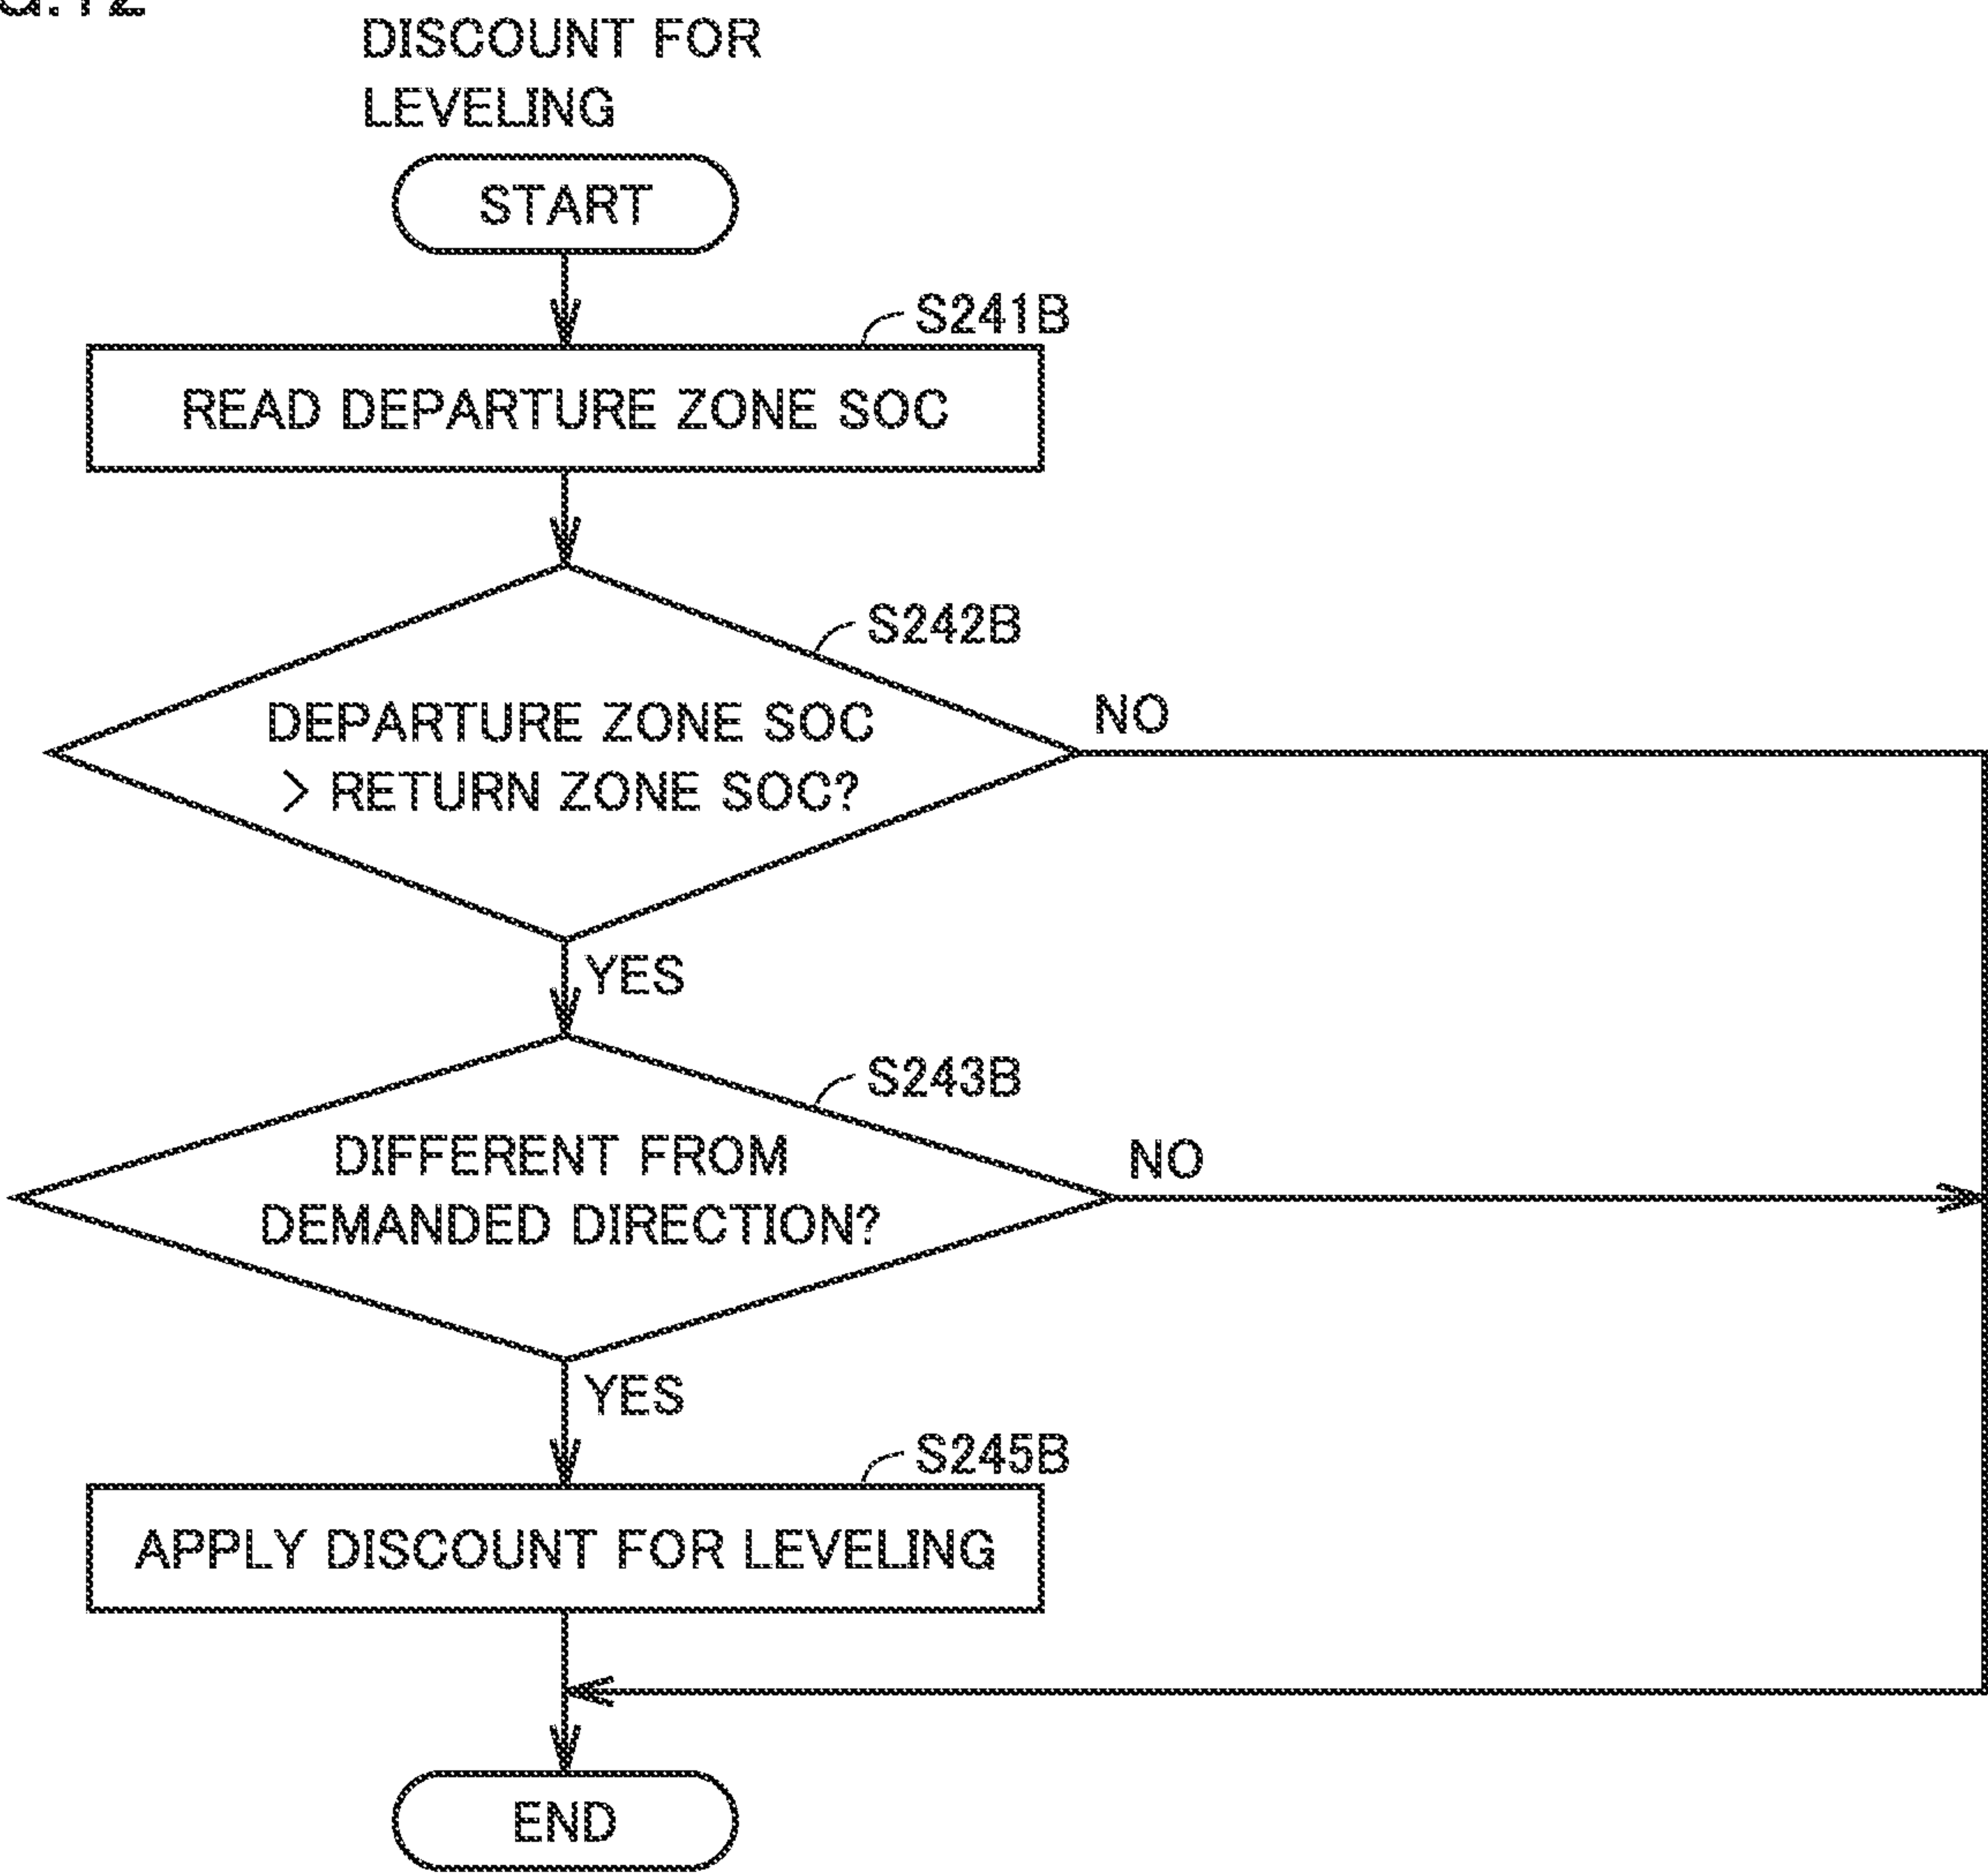 DISCOUNT FOR
LEVELING
START
S241B
READ DEPARTURE ZONE SOC
S242B
DEPARTURE ZONE SOC
> RETURN ZONE SOC?
NO
YES
S243B
DIFFERENT FROM
DEMANDED DIRECTION?
NO
YES
S245B
APPLY DISCOUNT FOR LEVELING
END